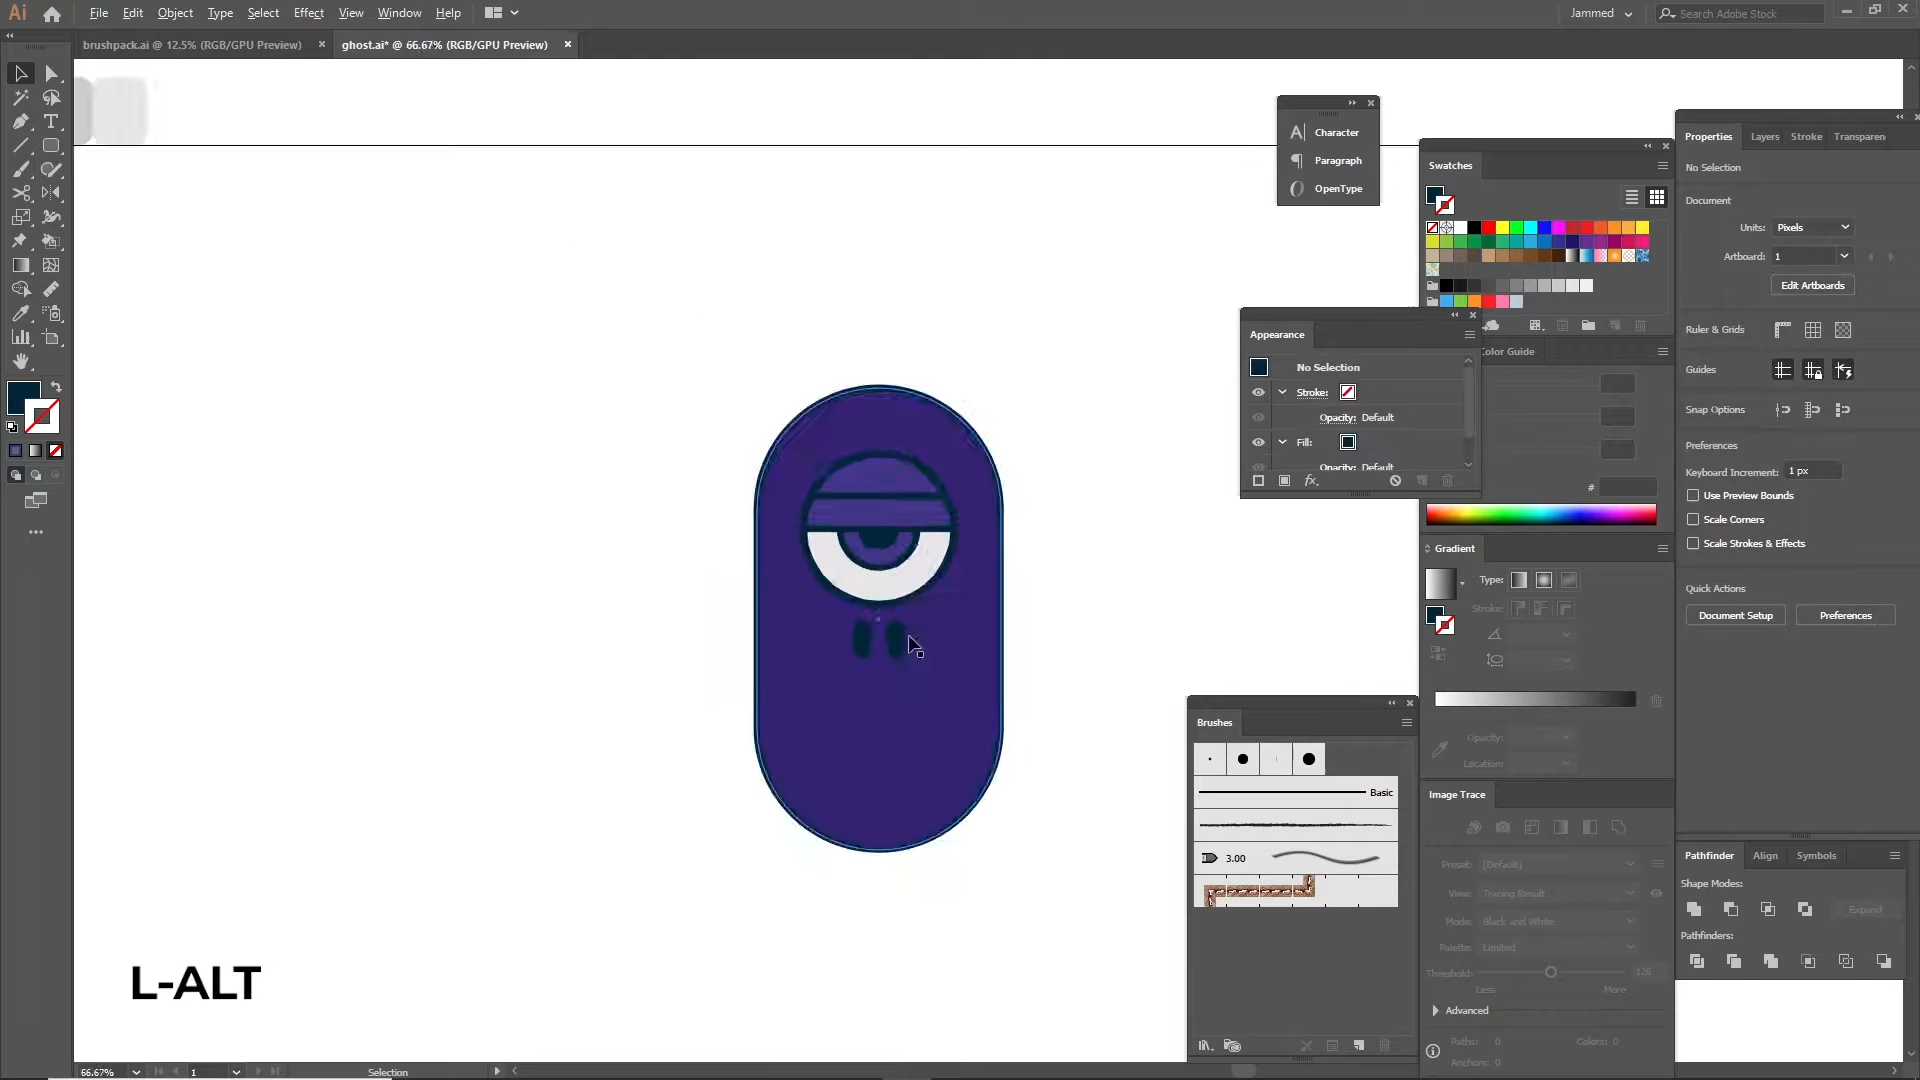 Ai File Edit Object Type Select Effect View Window Help Jammed Search Adobe Stock
brushpack.ai @ 12.5% (RGB/GPU Preview) ghost.ai* @ 66.67% (RGB/GPU Preview)
Character
Paragraph
OpenType
Swatches
Properties Layers Stroke Transparen
No Selection
Document
Units: Pixels
Artboard: 1
Edit Artboards
Ruler & Grids
Guides
Snap Options
Preferences
Keyboard Increment: 1 px
Use Preview Bounds
Scale Corners
Scale Strokes & Effects
Quick Actions
Document Setup Preferences
Appearance
No Selection
Stroke:
Opacity: Default
Fill:
Opacity: Default
fx
Color Guide
#
Gradient
Type:
Stroke:
Opacity:
Location:
Brushes
Basic
3.00
Image Trace
Preset: [Default]
View: Tracing Result
Mode: Black and White
Palette: Limited
Threshold: 128
Less More
Advanced
Paths: 0 Colors: 0
Anchors: 0
Pathfinder Align Symbols
Shape Modes:
Expand
Pathfinders:
L-ALT
66.67% 1 Selection